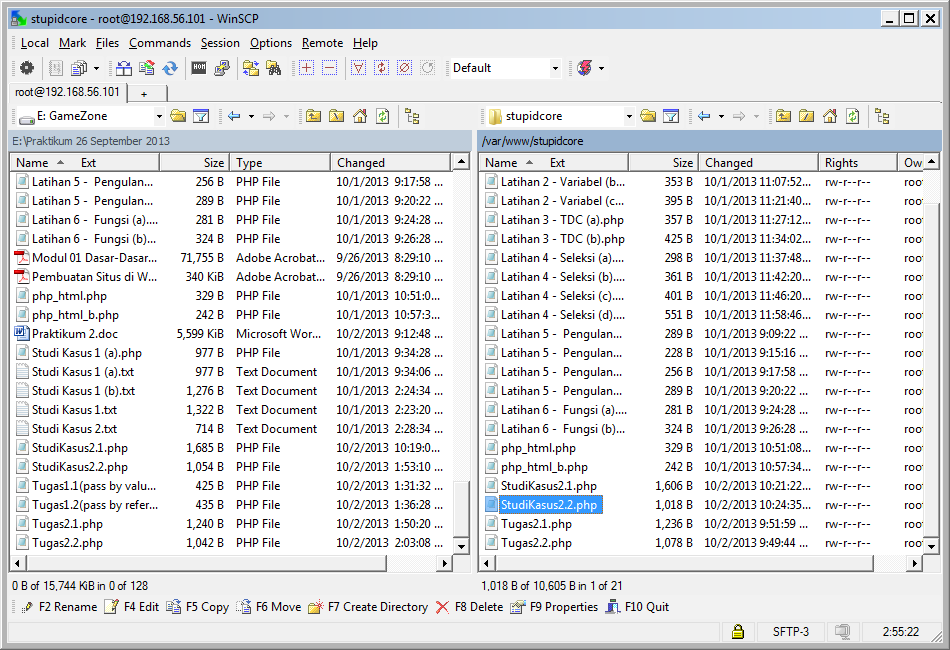 stupidcore - root@192.168.56.101 - WinSCP
Local Mark Files Commands Session Options Remote Help
Default
root@192.168.56.101 +
E: GameZone
stupidcore
E:\Praktikum 26 September 2013
/var/www/stupidcore
Name Ext Size Type Changed
Latihan 5 - Pengulan... 256 B PHP File 10/1/2013 9:17:58 ...
Latihan 5 - Pengulan... 289 B PHP File 10/1/2013 9:20:22 ...
Latihan 6 - Fungsi (a)... 281 B PHP File 10/1/2013 9:24:28 ...
Latihan 6 - Fungsi (b)... 324 B PHP File 10/1/2013 9:26:28 ...
Modul 01 Dasar-Dasar... 71,755 B Adobe Acrobat... 9/26/2013 8:29:10 ...
Pembuatan Situs di W... 340 KiB Adobe Acrobat... 9/26/2013 8:29:10 ...
php_html.php 329 B PHP File 10/1/2013 10:51:0...
php_html_b.php 242 B PHP File 10/1/2013 10:57:3...
Praktikum 2.doc 5,599 KiB Microsoft Wor... 10/2/2013 9:12:48 ...
Studi Kasus 1 (a).php 977 B PHP File 10/1/2013 9:34:28 ...
Studi Kasus 1 (a).txt 977 B Text Document 10/1/2013 9:34:06 ...
Studi Kasus 1 (b).txt 1,276 B Text Document 10/1/2013 2:24:34 ...
Studi Kasus 1.txt 1,322 B Text Document 10/1/2013 2:23:20 ...
Studi Kasus 2.txt 714 B Text Document 10/1/2013 2:28:34 ...
StudiKasus2.1.php 1,685 B PHP File 10/2/2013 10:19:0...
StudiKasus2.2.php 1,054 B PHP File 10/2/2013 1:53:10 ...
Tugas1.1(pass by valu... 425 B PHP File 10/2/2013 1:31:32 ...
Tugas1.2(pass by refer... 435 B PHP File 10/2/2013 1:36:28 ...
Tugas2.1.php 1,240 B PHP File 10/2/2013 1:50:20 ...
Tugas2.2.php 1,042 B PHP File 10/2/2013 2:03:08 ...
Name Ext Size Changed Rights Ow
Latihan 2 - Variabel (b... 353 B 10/1/2013 11:07:52... rw-r--r-- root
Latihan 2 - Variabel (c... 395 B 10/1/2013 11:21:40... rw-r--r-- root
Latihan 3 - TDC (a).php 357 B 10/1/2013 11:27:12... rw-r--r-- root
Latihan 3 - TDC (b).php 425 B 10/1/2013 11:34:02... rw-r--r-- root
Latihan 4 - Seleksi (a).... 298 B 10/1/2013 11:37:48... rw-r--r-- root
Latihan 4 - Seleksi (b).... 361 B 10/1/2013 11:42:20... rw-r--r-- root
Latihan 4 - Seleksi (c).... 401 B 10/1/2013 11:46:20... rw-r--r-- root
Latihan 4 - Seleksi (d).... 551 B 10/1/2013 11:58:46... rw-r--r-- root
Latihan 5 - Pengulan... 289 B 10/1/2013 9:09:22 ... rw-r--r-- root
Latihan 5 - Pengulan... 228 B 10/1/2013 9:15:16 ... rw-r--r-- root
Latihan 5 - Pengulan... 256 B 10/1/2013 9:17:58 ... rw-r--r-- root
Latihan 5 - Pengulan... 289 B 10/1/2013 9:20:22 ... rw-r--r-- root
Latihan 6 - Fungsi (a).... 281 B 10/1/2013 9:24:28 ... rw-r--r-- root
Latihan 6 - Fungsi (b)... 324 B 10/1/2013 9:26:28 ... rw-r--r-- root
php_html.php 329 B 10/1/2013 10:51:08... rw-r--r-- root
php_html_b.php 242 B 10/1/2013 10:57:34... rw-r--r-- root
StudiKasus2.1.php 1,606 B 10/2/2013 10:21:22... rw-r--r-- root
StudiKasus2.2.php 1,018 B 10/2/2013 10:24:35... rw-r--r-- root
Tugas2.1.php 1,236 B 10/2/2013 9:51:59 ... rw-r--r-- root
Tugas2.2.php 1,078 B 10/2/2013 9:49:44 ... rw-r--r-- root
0 B of 15,744 KiB in 0 of 128
1,018 B of 10,605 B in 1 of 21
F2 Rename F4 Edit F5 Copy F6 Move F7 Create Directory F8 Delete F9 Properties F10 Quit
SFTP-3 2:55:22